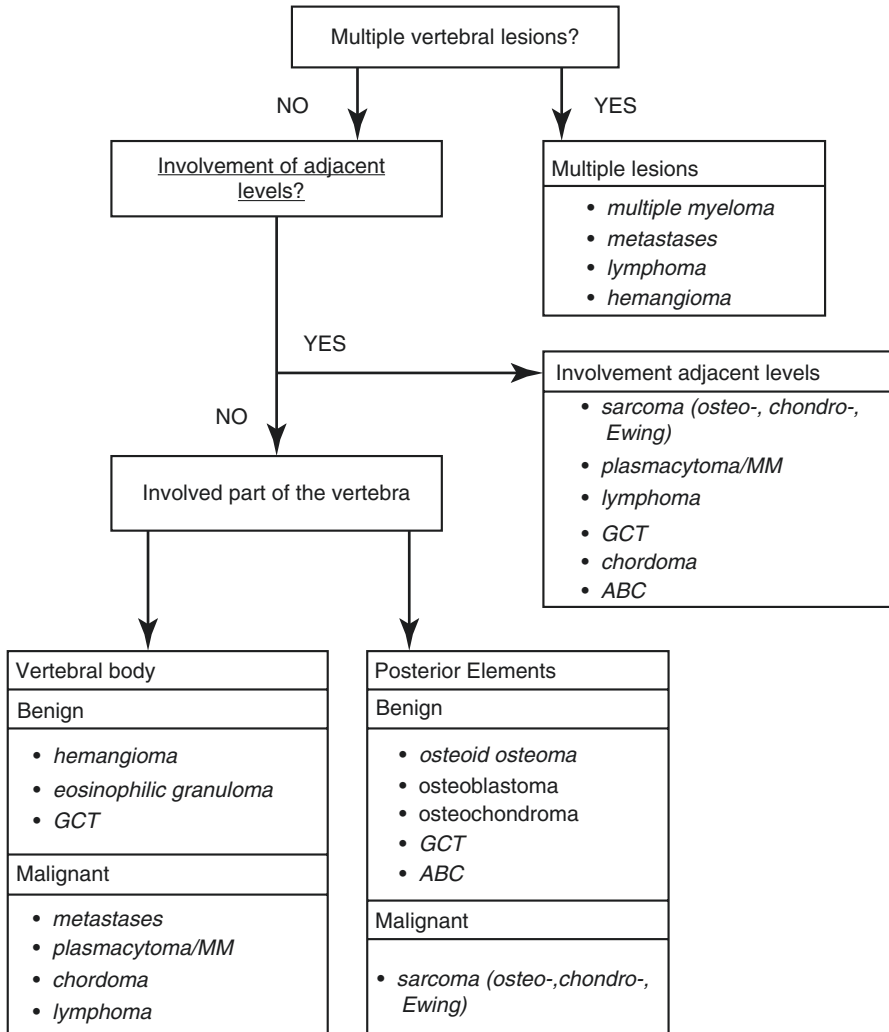 Multiple vertebral lesions?
NO
YES
Involvement of adjacent
levels?
Multiple lesions
• multiple myeloma
• metastases
• lymphoma
• hemangioma
YES
NO
Involvement adjacent levels
• sarcoma (osteo-, chondro-,
Ewing)
• plasmacytoma/MM
• lymphoma
• GCT
• chordoma
• ABC
Involved part of the vertebra
Vertebral body
Benign
• hemangioma
• eosinophilic granuloma
• GCT
Malignant
• metastases
• plasmacytoma/MM
• chordoma
• lymphoma
Posterior Elements
Benign
• osteoid osteoma
• osteoblastoma
• osteochondroma
• GCT
• ABC
Malignant
• sarcoma (osteo-,chondro-,
Ewing)